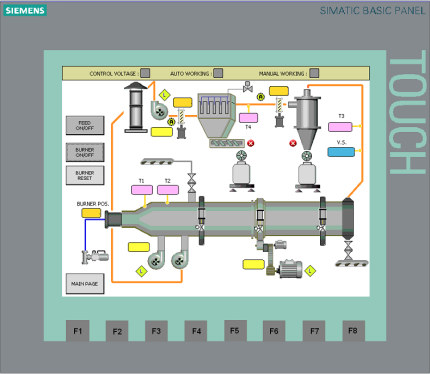 SIEMENS
SIMATIC BASIC PANEL
TOUCH
CONTROL VOLTAGE :
AUTO WORKING :
MANUAL WORKING :
L
A
A
T4
T3
V.S.
FEED
ON/OFF
BURNER
ON/OFF
BURNER
RESET
T1
T2
BURNER POS.
L
L
MAIN PAGE
F1
F2
F3
F4
F5
F6
F7
F8